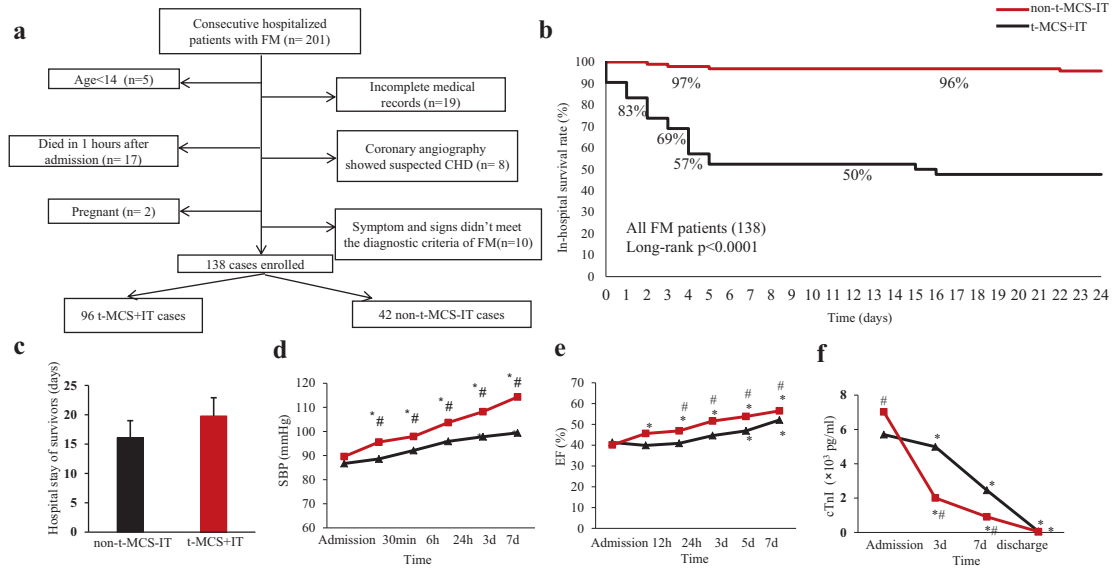 a
Consecutive hospitalized
patients with FM (n= 201)
Age<14 (n=5)
Incomplete medical
records (n=19)
Died in 1 hours after
admission (n= 17)
Coronary angiography
showed suspected CHD (n= 8)
Pregnant (n= 2)
Symptom and signs didn't meet
the diagnostic criteria of FM(n=10)
138 cases enrolled
96 t-MCS+IT cases
42 non-t-MCS-IT cases
b
non-t-MCS-IT
t-MCS+IT
In-hospital survival rate (%)
100
90
80
70
60
50
40
30
20
10
0
97%
96%
83%
69%
57%
50%
All FM patients (138)
Long-rank p<0.0001
0 1 2 3 4 5 6 7 8 9 10 11 12 13 14 15 16 17 18 19 20 21 22 23 24
Time (days)
c
Hospital stay of survivors (days)
25
20
15
10
5
0
non-t-MCS-IT
t-MCS+IT
d
SBP (mmHg)
120
110
100
90
80
70
60
*# *# *# *# *#
Admission 30min 6h 24h 3d 7d
Time
e
EF (%)
70
60
50
40
30
20
10
0
# # # #
* * * * *
* *
Admission 12h 24h 3d 5d 7d
Time
f
cTnI (×10³ pg/ml)
8
6
4
2
0
#
*
*
*#
*#
* *
Admission 3d 7d discharge
Time